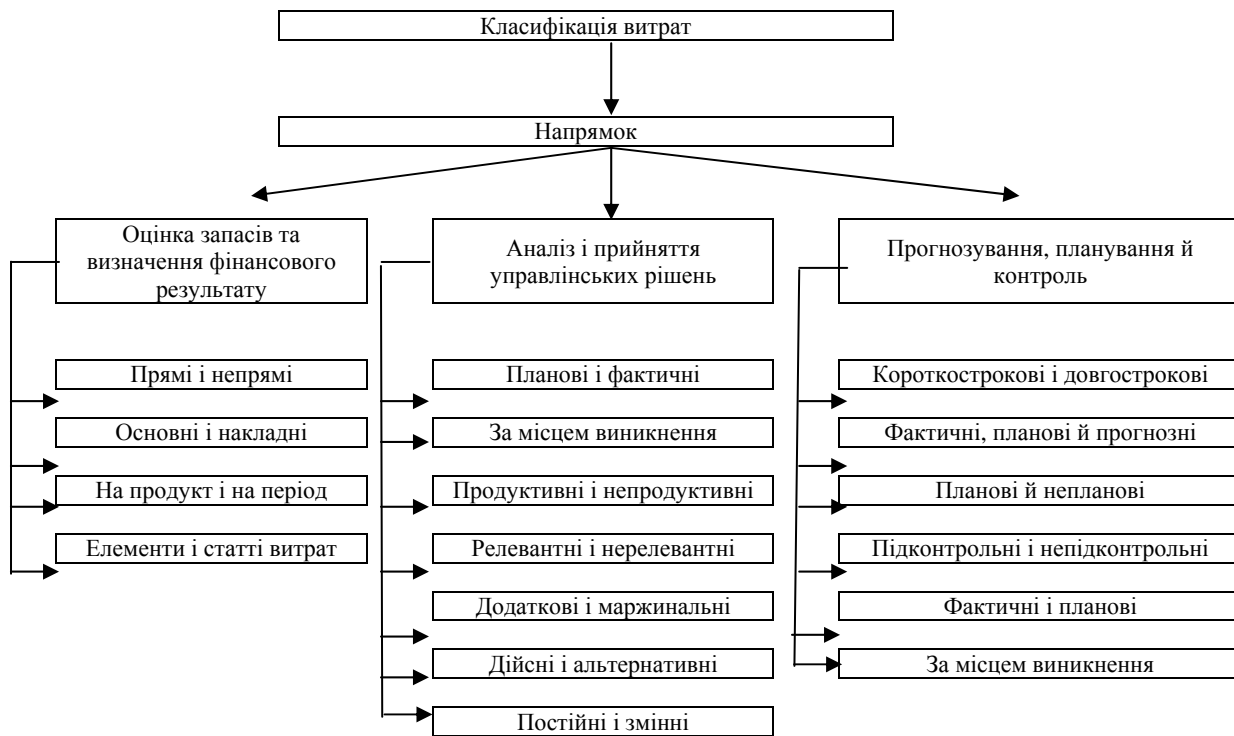 Класифікація витрат
Напрямок
Оцінка запасів та
визначення фінансового
результату
Прямі і непрямі
Основні і накладні
На продукт і на період
Елементи і статті витрат
Аналіз і прийняття
управлінських рішень
Планові і фактичні
За місцем виникнення
Продуктивні і непродуктивні
Релевантні і нерелевантні
Додаткові і маржинальні
Дійсні і альтернативні
Постійні і змінні
Прогнозування, планування й
контроль
Короткострокові і довгострокові
Фактичні, планові й прогнозні
Планові й непланові
Підконтрольні і непідконтрольні
Фактичні і планові
За місцем виникнення